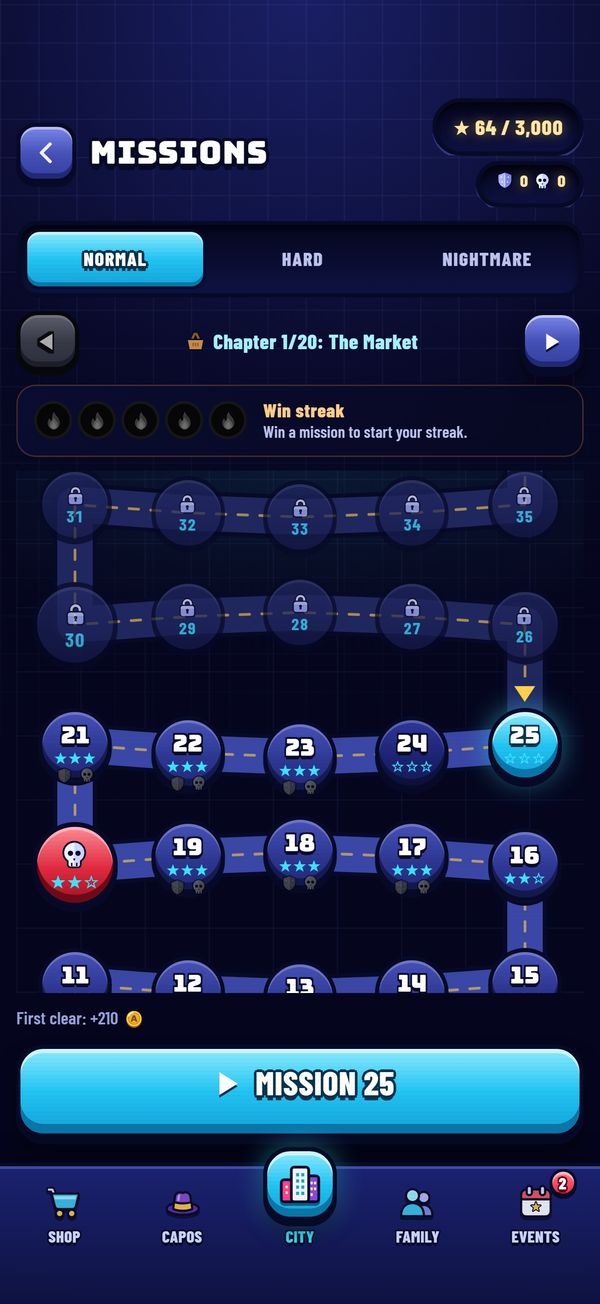 ★ 64 / 3,000
MISSIONS
0 0
NORMAL HARD NIGHTMARE
Chapter 1/20: The Market
Win streak
Win a mission to start your streak.
31 32 33 34 35
30 29 28 27 26
21 22 23 24 25
19 18 17 16
11 12 13 14 15
First clear: +210 A
MISSION 25
2
SHOP CAPOS CITY FAMILY EVENTS